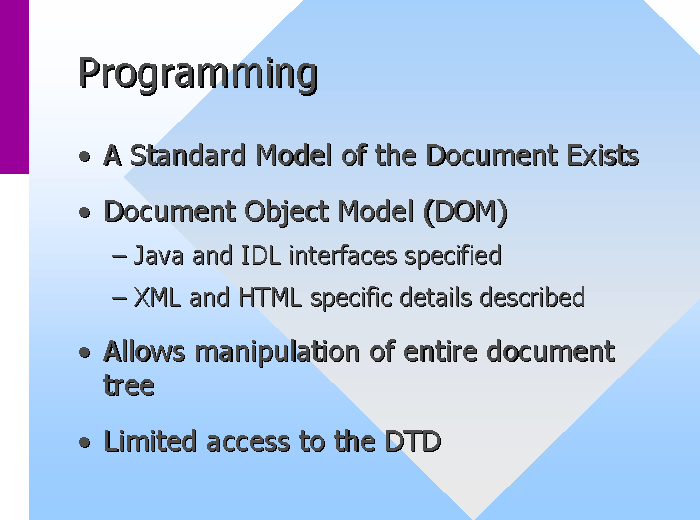 Programming
• A Standard Model of the Document Exists
• Document Object Model (DOM)
– Java and IDL interfaces specified
– XML and HTML specific details described
• Allows manipulation of entire document
tree
• Limited access to the DTD